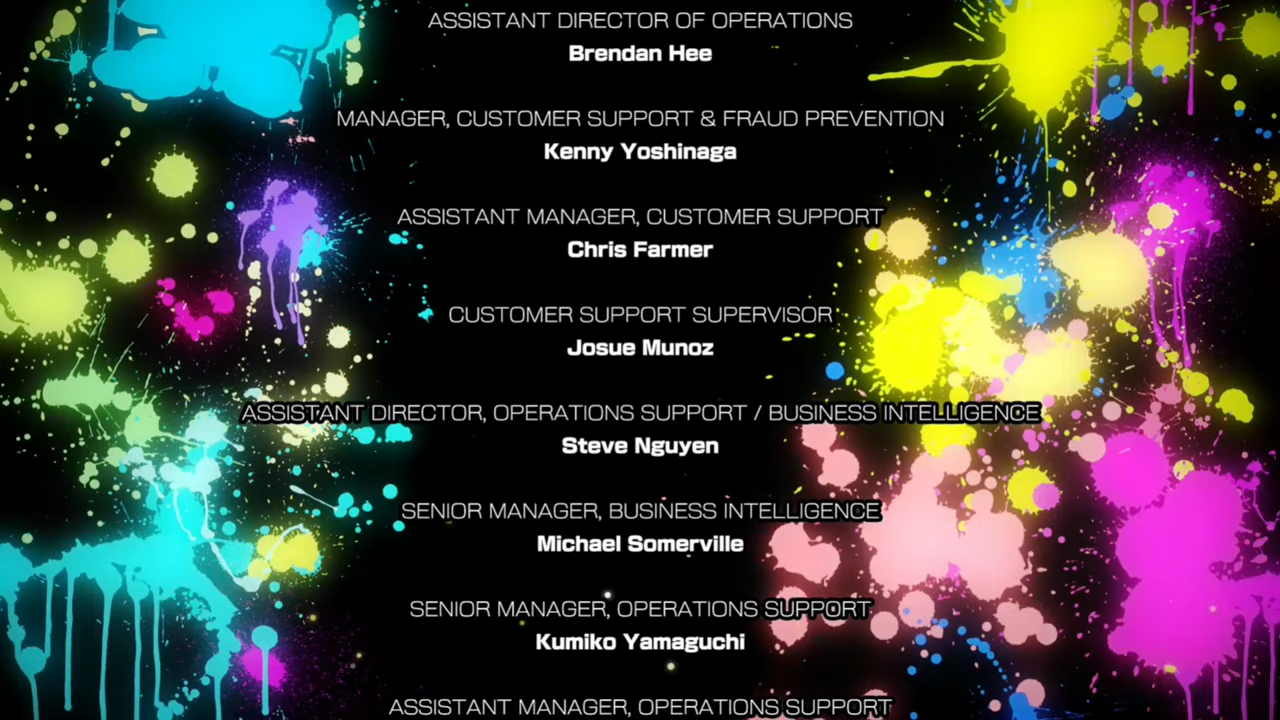 ASSISTANT DIRECTOR OF OPERATIONS
Brendan Hee
MANAGER, CUSTOMER SUPPORT & FRAUD PREVENTION
Kenny Yoshinaga
ASSISTANT MANAGER, CUSTOMER SUPPORT
Chris Farmer
CUSTOMER SUPPORT SUPERVISOR
Josue Munoz
ASSISTANT DIRECTOR, OPERATIONS SUPPORT / BUSINESS INTELLIGENCE
Steve Nguyen
SENIOR MANAGER, BUSINESS INTELLIGENCE
Michael Somerville
SENIOR MANAGER, OPERATIONS SUPPORT
Kumiko Yamaguchi
ASSISTANT MANAGER, OPERATIONS SUPPORT